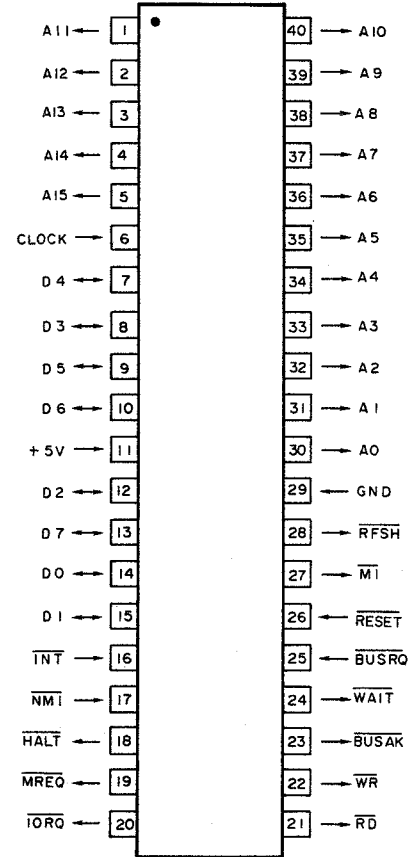 A11 1 40 A10
A12 2 39 A9
A13 3 38 A8
A14 4 37 A7
A15 5 36 A6
CLOCK 6 35 A5
D4 7 34 A4
D3 8 33 A3
D5 9 32 A2
D6 10 31 A1
+5V 11 30 A0
D2 12 29 GND
D7 13 28 RFSH
D0 14 27 M1
D1 15 26 RESET
INT 16 25 BUSRQ
NMI 17 24 WAIT
HALT 18 23 BUSAK
MREQ 19 22 WR
IORQ 20 21 RD